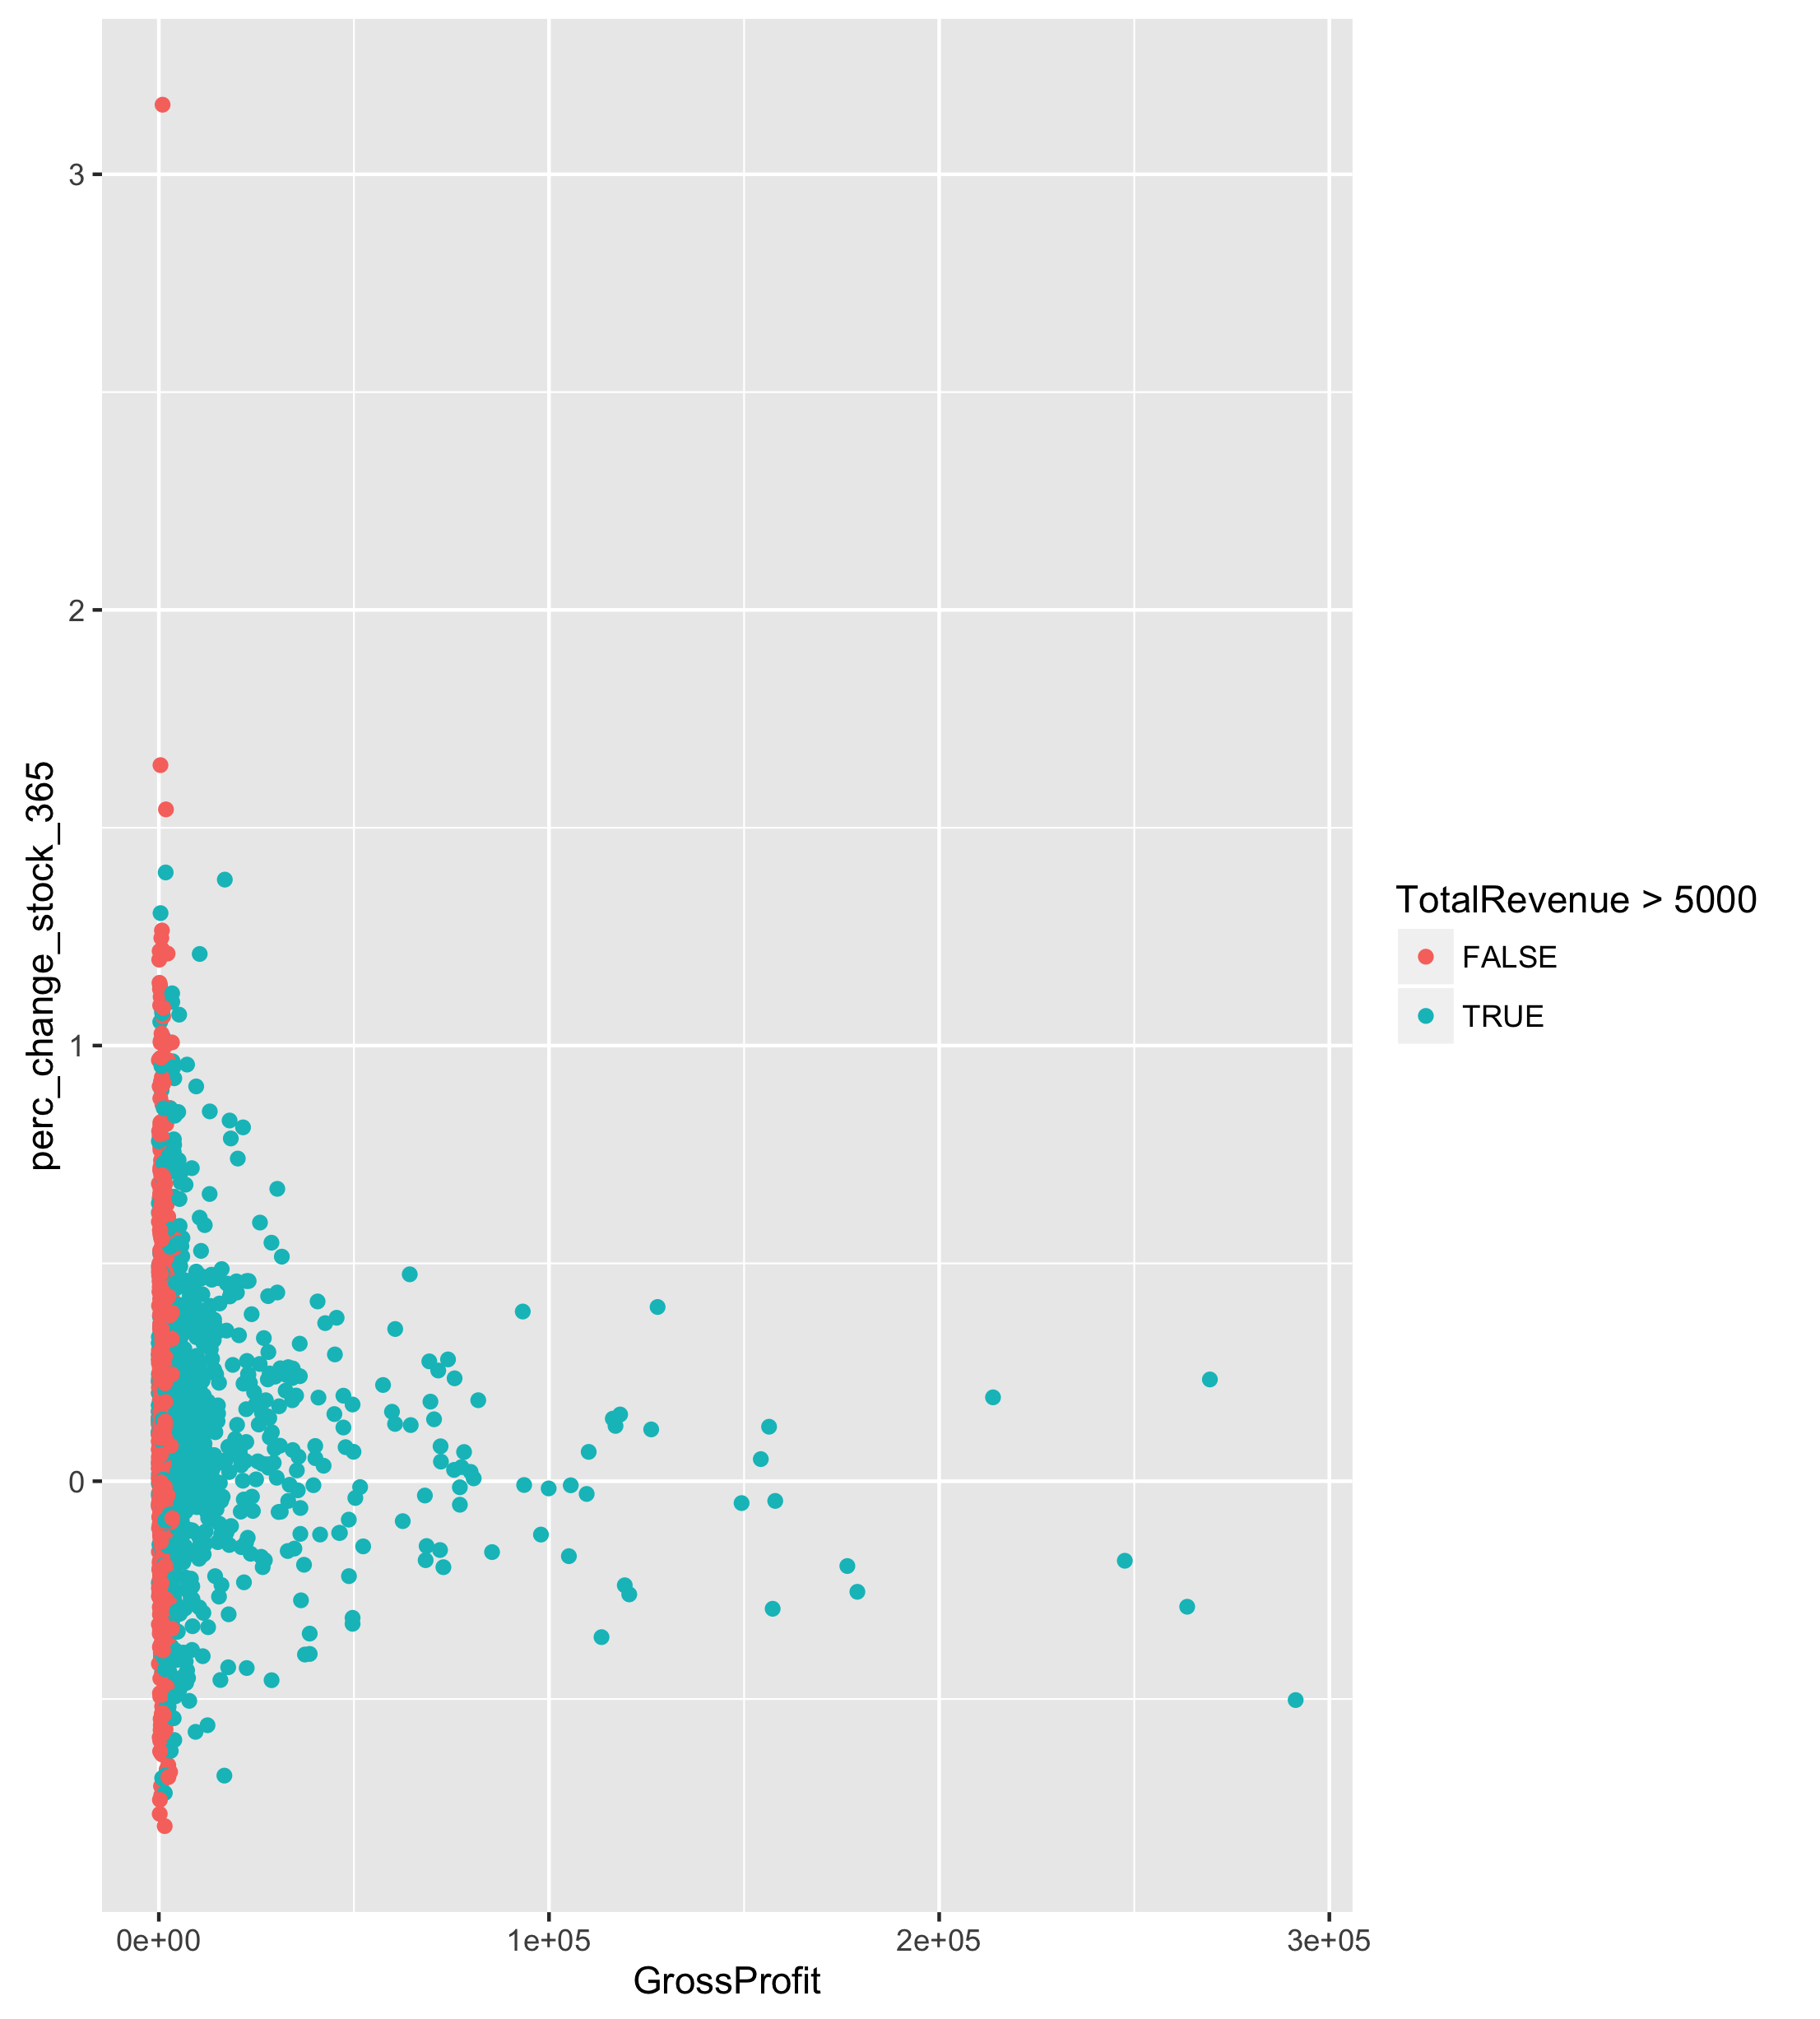 3
2
1
0
perc_change_stock_365
0e+00
1e+05
2e+05
3e+05
GrossProfit
TotalRevenue > 5000
FALSE
TRUE